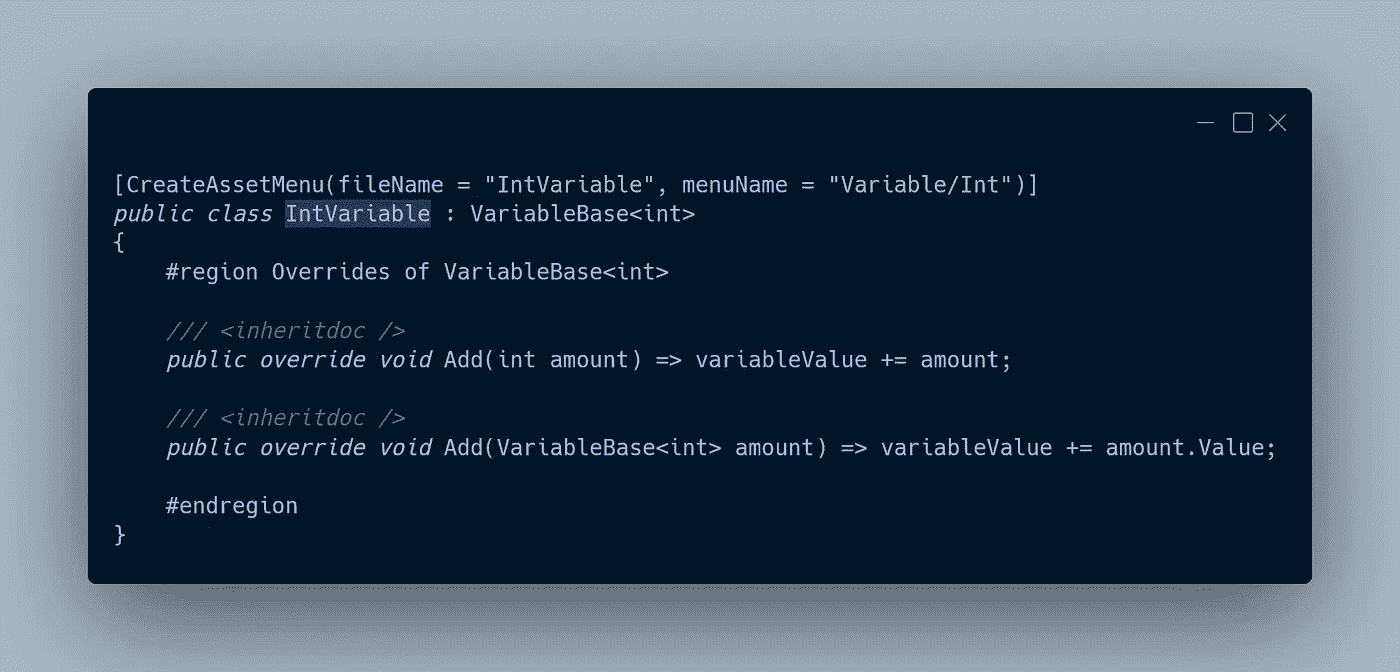 [CreateAssetMenu(fileName = "IntVariable", menuName = "Variable/Int")]
public class IntVariable : VariableBase<int>
{
    #region Overrides of VariableBase<int>
    /// <inheritdoc />
    public override void Add(int amount) => variableValue += amount;
    /// <inheritdoc />
    public override void Add(VariableBase<int> amount) => variableValue += amount.Value;
    #endregion
}